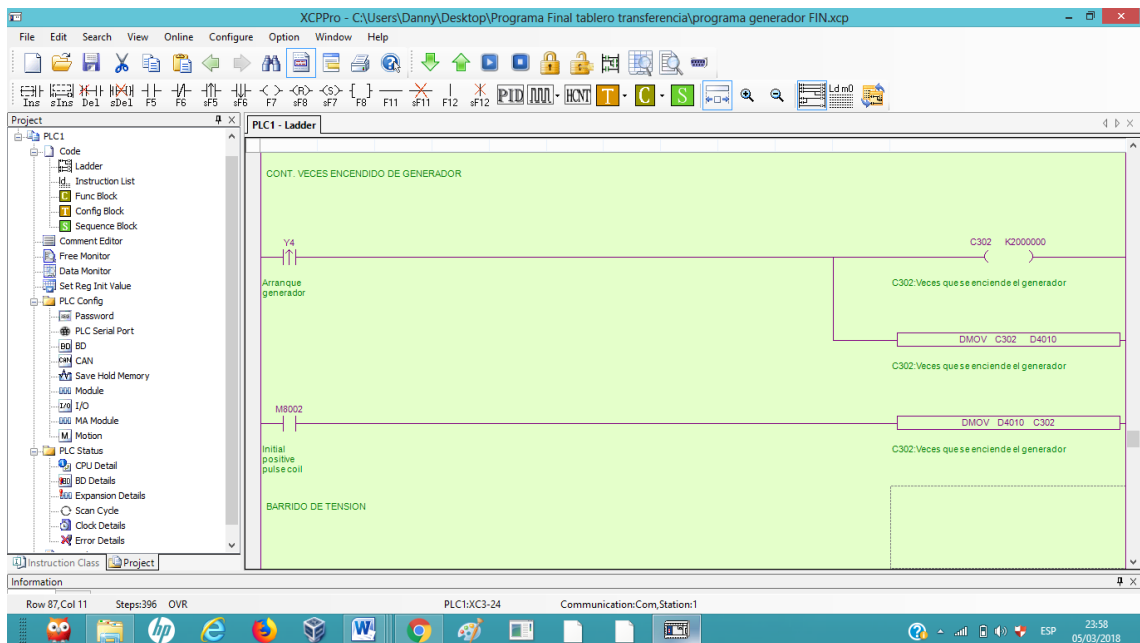 XCPPro - C:\Users\Danny\Desktop\Programa Final tablero transferencia\programa generador FIN.xcp
File Edit Search View Online Configure Option Window Help
Ins sIns Del sDel F5 F6 sF5 sF6 F7 sF8 sF7 F8 F11 sF11 F12 sF12 PID HCNT T C S Ld m0
Project
PLC1 - Ladder
PLC1
Code
Ladder
Instruction List
Func Block
Config Block
Sequence Block
Comment Editor
Free Monitor
Data Monitor
Set Reg Init Value
PLC Config
Password
PLC Serial Port
BD
CAN
Save Hold Memory
Module
I/O
MA Module
Motion
PLC Status
CPU Detail
BD Details
Expansion Details
Scan Cycle
Clock Details
Error Details
Instruction Class Project
CONT. VECES ENCENDIDO DE GENERADOR
Y4
C302 K2000000
Arranque
generador
C302:Veces que se enciende el generador
DMOV C302 D4010
C302:Veces que se enciende el generador
M8002
DMOV D4010 C302
Initial
positive
pulse coil
C302:Veces que se enciende el generador
BARRIDO DE TENSION
Information
Row 87,Col 11 Steps:396 OVR PLC1:XC3-24 Communication:Com,Station:1
ESP
23:58
05/03/2018